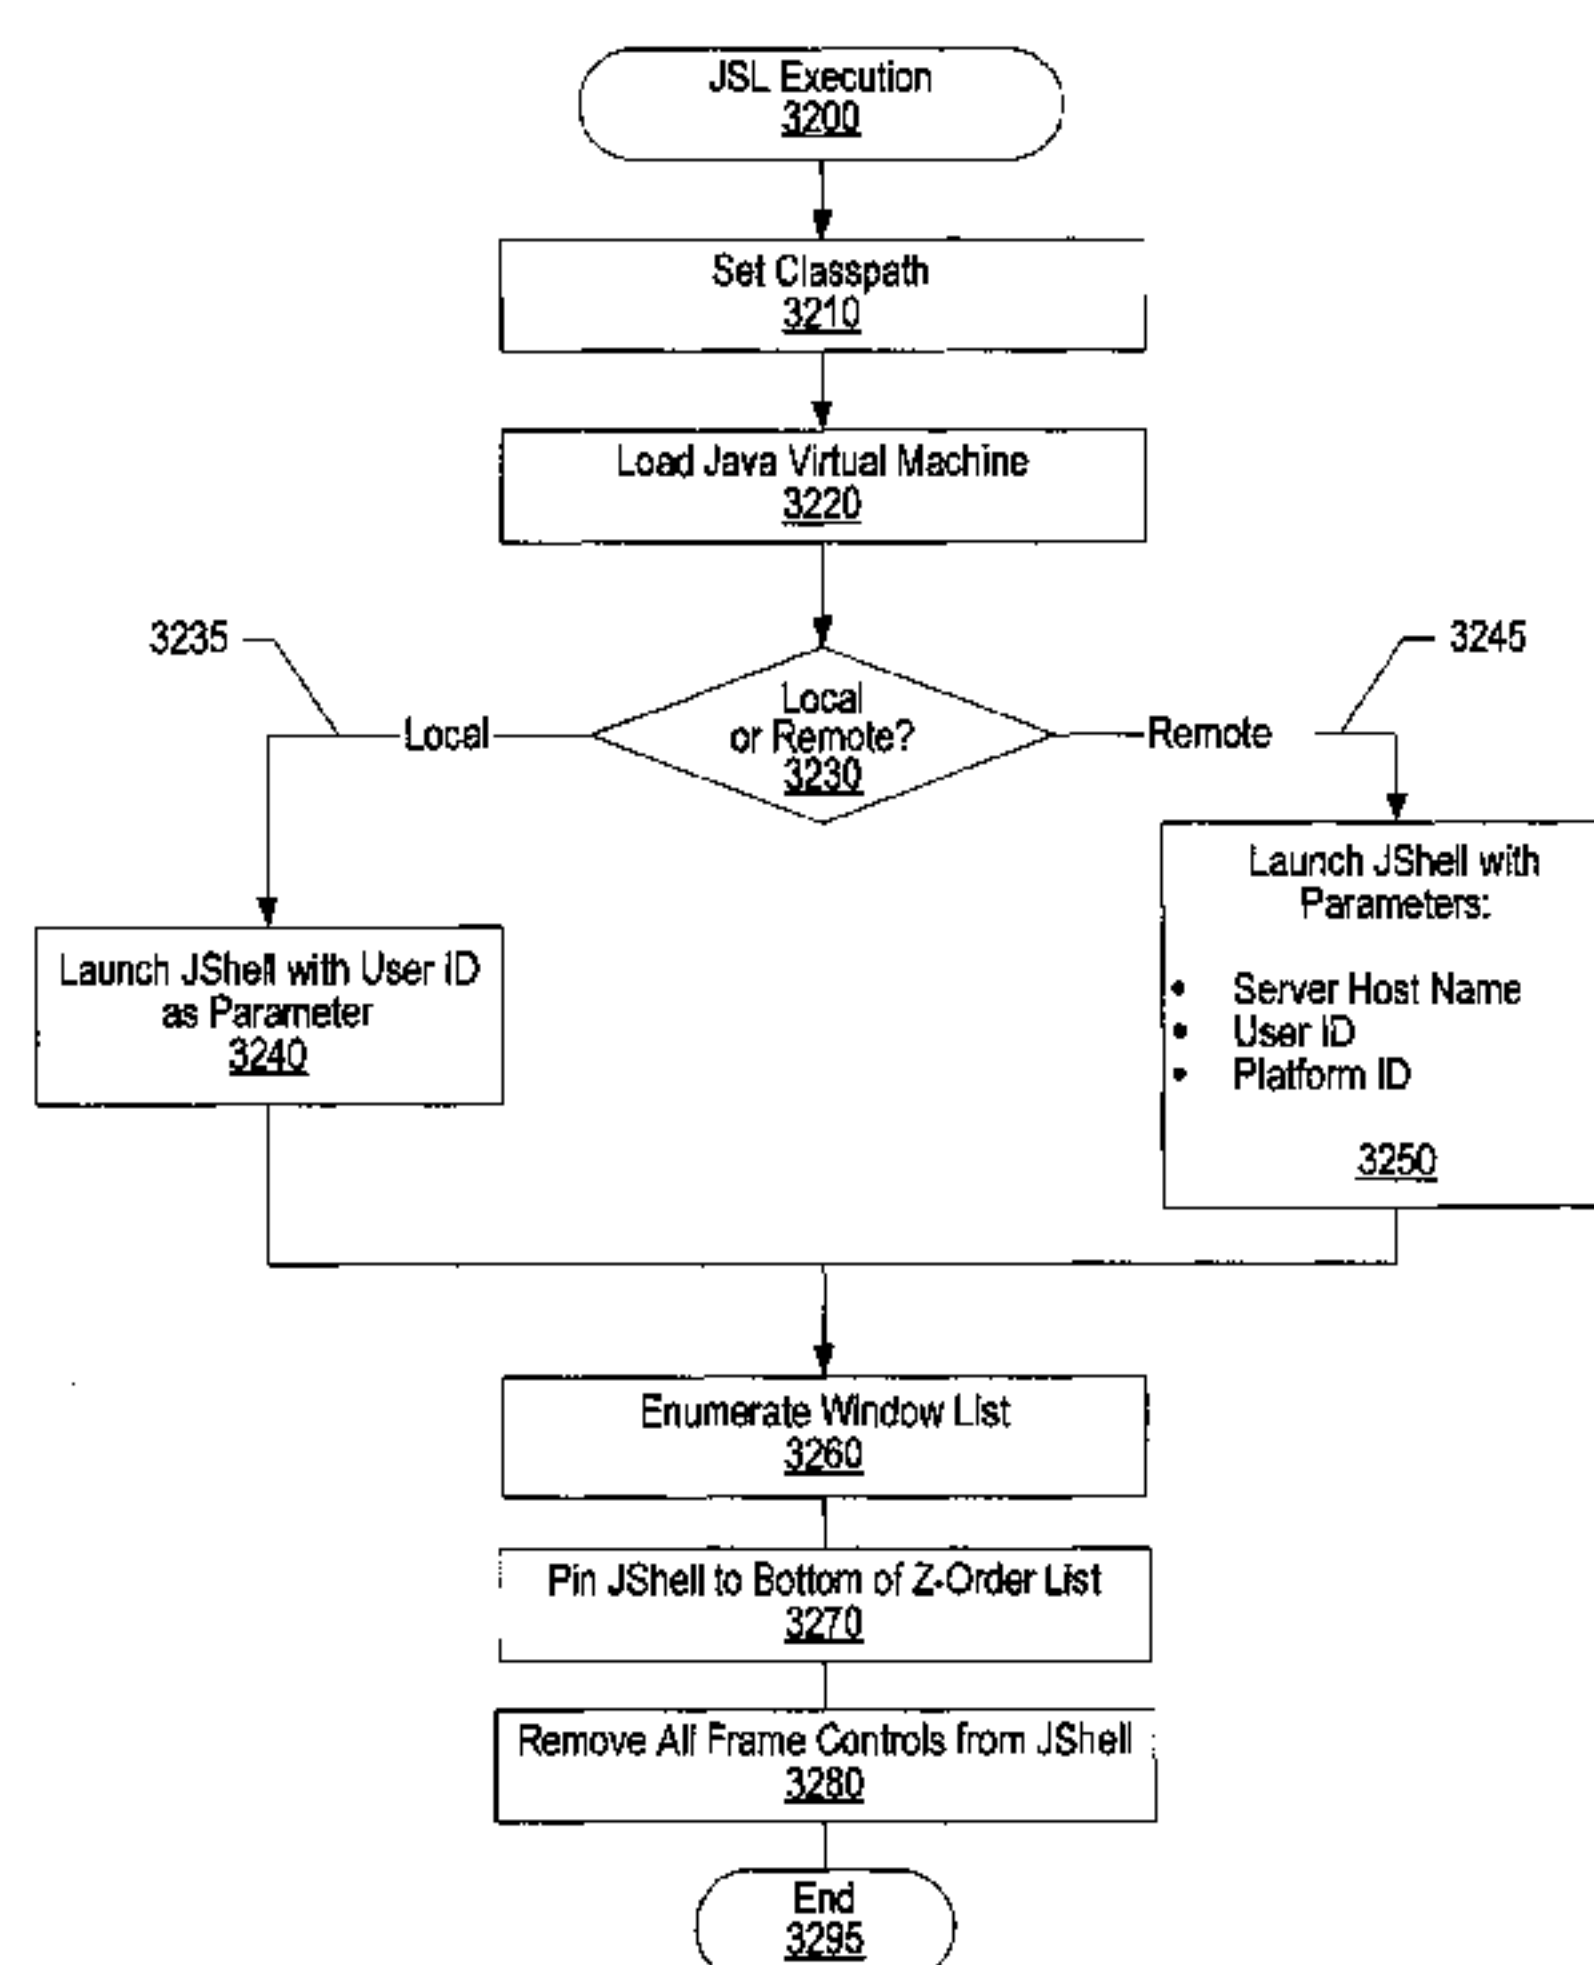 JSL Execution
3200
Set Classpath
3210
Load Java Virtual Machine
3220
3235
3245
Local
or Remote?
3230
Local
Remote
Launch JShell with
Parameters:
• Server Host Name
• User ID
• Platform ID
3250
Launch JShell with User ID
as Parameter
3240
Enumerate Window List
3260
Pin JShell to Bottom of Z-Order List
3270
Remove All Frame Controls from JShell
3280
End
3295